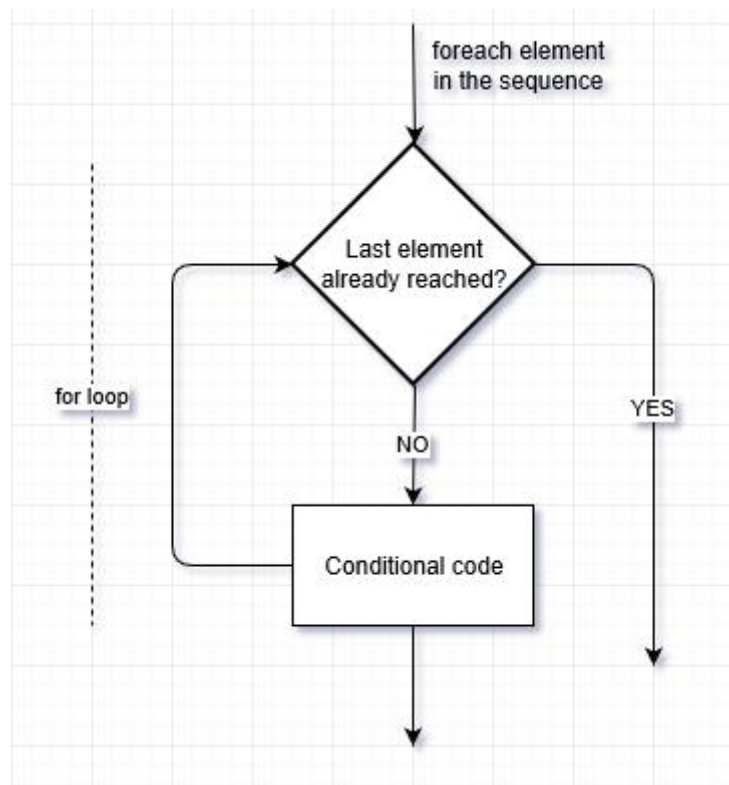 foreach element
in the sequence
Last element
already reached?
for loop
YES
NO
Conditional code